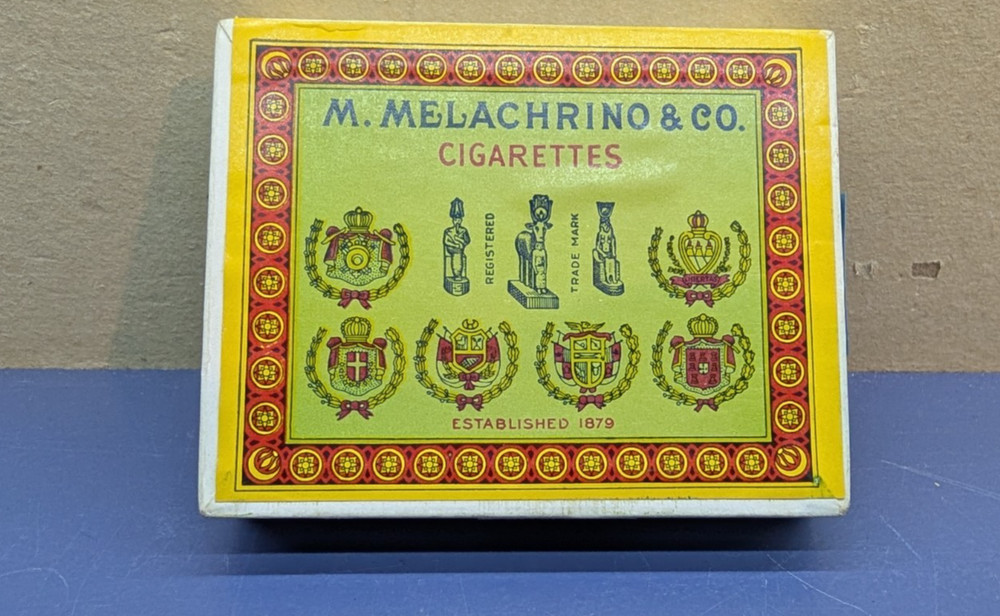 M. MELACHRINO & CO.
CIGARETTES
REGISTERED
TRADE MARK
ESTABLISHED 1879